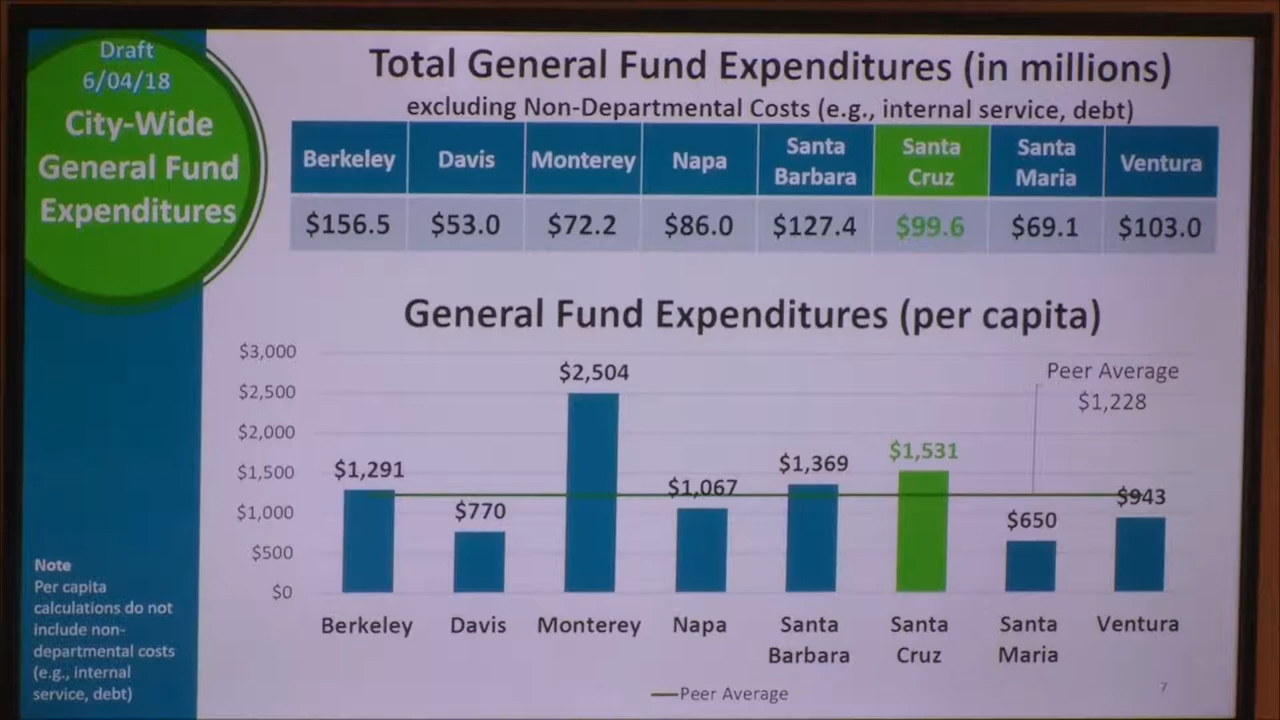 Draft
6/04/18
City-Wide
General Fund
Expenditures
Total General Fund Expenditures (in millions)
excluding Non-Departmental Costs (e.g., internal service, debt)
Berkeley Davis Monterey Napa Santa Barbara Santa Cruz Santa Maria Ventura
$156.5 $53.0 $72.2 $86.0 $127.4 $99.6 $69.1 $103.0
General Fund Expenditures (per capita)
$3,000
$2,500
$2,000
$1,500
$1,000
$500
$0
$1,291
$770
$2,504
$1,067
$1,369
$1,531
$650
$943
Peer Average
$1,228
Berkeley Davis Monterey Napa Santa Barbara Santa Cruz Santa Maria Ventura
Peer Average
Note
Per capita
calculations do not
include non-
departmental costs
(e.g., internal
service, debt)
7